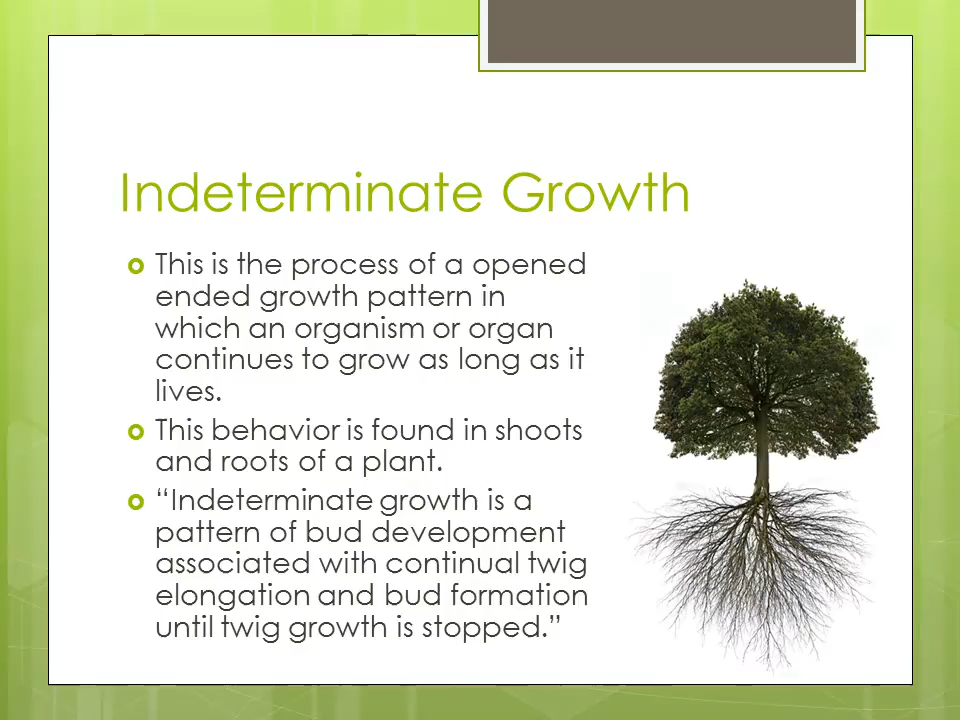 Indeterminate Growth
This is the process of a opened
ended growth pattern in
which an organism or organ
continues to grow as long as it
lives.
This behavior is found in shoots
and roots of a plant.
“Indeterminate growth is a
pattern of bud development
associated with continual twig
elongation and bud formation
until twig growth is stopped.”